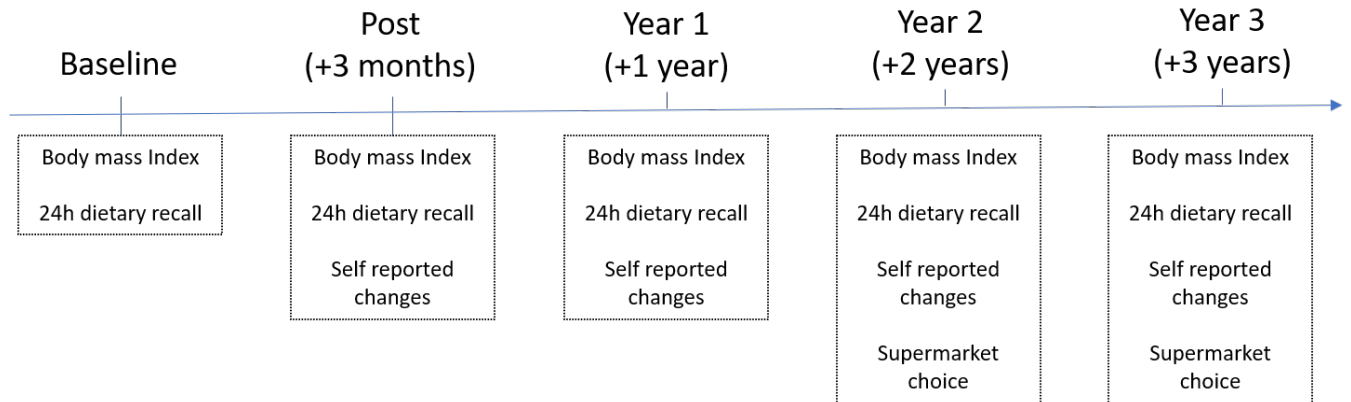 Baseline
Post
(+3 months)
Year 1
(+1 year)
Year 2
(+2 years)
Year 3
(+3 years)
Body mass Index
24h dietary recall
Body mass Index
24h dietary recall
Self reported
changes
Body mass Index
24h dietary recall
Self reported
changes
Body mass Index
24h dietary recall
Self reported
changes
Supermarket
choice
Body mass Index
24h dietary recall
Self reported
changes
Supermarket
choice